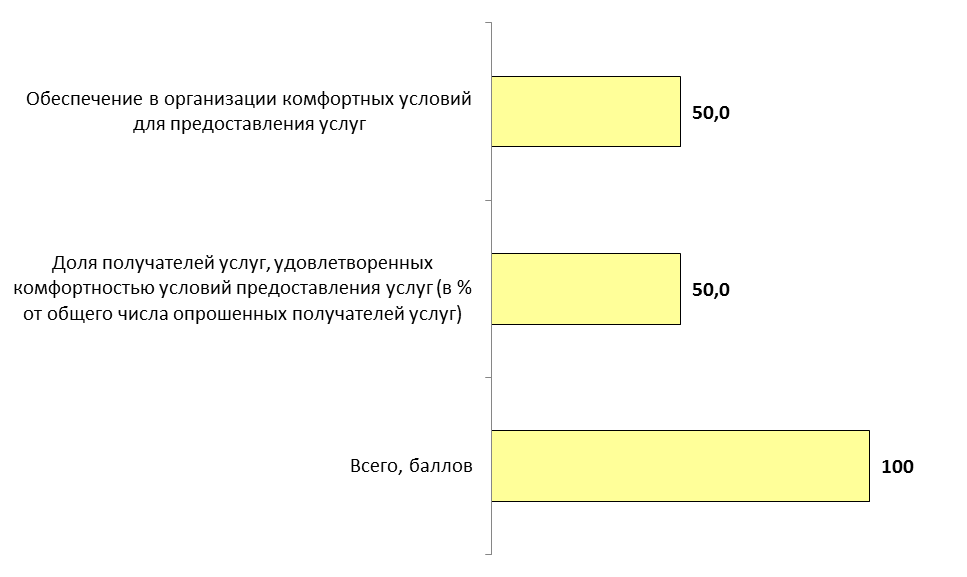 Обеспечение в организации комфортных условий
для предоставления услуг
50,0
Доля получателей услуг, удовлетворенных
комфортностью условий предоставления услуг (в %
от общего числа опрошенных получателей услуг)
50,0
Всего, баллов
100